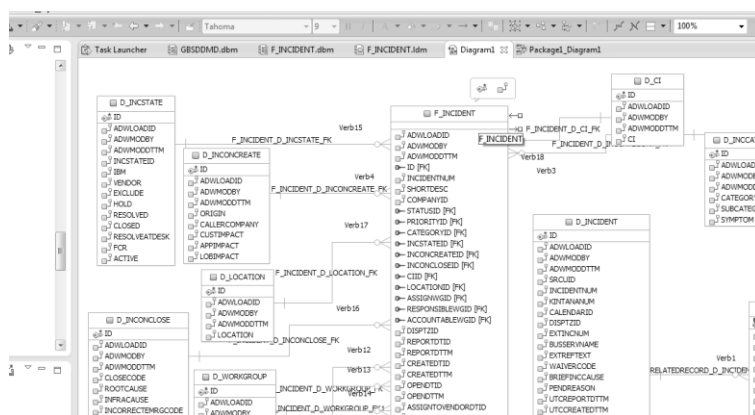 Tahoma
9
100%
Task Launcher
GBSDDMD.dbm
F_INCIDENT.dbm
F_INCIDENT.ldm
Diagram1
Package1_Diagram1
D_INCSTATE
ID
ADWLOADID
ADWMODBY
ADWMODDTTM
INCSTATEID
IBM
VENDOR
EXCLUDE
HOLD
RESOLVED
CLOSED
RESOLVEATDESK
FCR
ACTIVE
Verb15
F_INCIDENT_D_INCSTATE_FK
D_INCONCREATE
ID
ADWLOADID
ADWMODBY
ADWMODDTTM
ORIGIN
CALLERCOMPANY
CUSTIMPACT
APPIMPACT
LOBIMPACT
Verb4
F_INCIDENT_D_INCONCREATE_FK
Verb17
D_LOCATION
ID
ADWLOADID
ADWMODBY
ADWMODDTTM
LOCATION
F_INCIDENT_D_LOCATION_FK
Verb16
D_INCONCLOSE
ID
ADWLOADID
ADWMODBY
ADWMODDTTM
CLOSECODE
ROOTCAUSE
INFRACAUSE
INCORRECTEMRGCODE
Verb12
D_WORKGROUP
ID
ADWLOADID
ADWMODBY
Verb13
Verb14
F_INCIDENT
ADWLOADID
ADWMODBY
ADWMODDTTM
ID [FK]
INCIDENTNUM
SHORTDESC
COMPANYID
STATUSID [FK]
PRIORITYID [FK]
CATEGORYID [FK]
INCSTATEID [FK]
INCONCREATEID [FK]
INCONCLOSEID [FK]
CIID [FK]
LOCATIONID [FK]
ASSIGNWGID [FK]
RESPONSIBLEWGID [FK]
ACCOUNTABLEWGID [FK]
DISPTZID
REPORTDTID
REPORTDTTM
CREATEDTID
CREATEDTTM
OPENDTID
OPENDTTM
ASSIGNTOVENDORDTID
F_INCIDENT
F_INCIDENT_D_CI_FK
Verb18
Verb3
D_CI
ID
ADWLOADID
ADWMODBY
ADWMODDTTM
CI
D_INCIDENT
ID
ADWLOADID
ADWMODBY
ADWMODDTTM
SRCUID
INCIDENTNUM
KINTANANUM
CALENDARID
DISPTZID
EXTINCNUM
BUSSERVNAME
EXTREFTEXT
WAIVERCODE
BRIEFINCCAUSE
PENDREASON
UTCREPORTDTTM
UTCCREATEDTTM
ID
SYMPTOM
Verb1